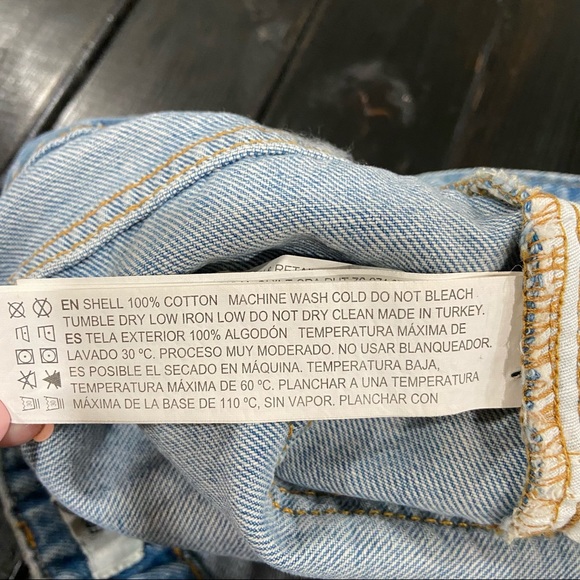 EN SHELL 100% COTTON MACHINE WASH COLD DO NOT BLEACH
TUMBLE DRY LOW IRON LOW DO NOT DRY CLEAN MADE IN TURKEY.
ES TELA EXTERIOR 100% ALGODÓN TEMPERATURA MÁXIMA DE
LAVADO 30 ºC. PROCESO MUY MODERADO. NO USAR BLANQUEADOR.
ES POSIBLE EL SECADO EN MÁQUINA. TEMPERATURA BAJA,
TEMPERATURA MÁXIMA DE 60 ºC. PLANCHAR A UNA TEMPERATURA
MÁXIMA DE LA BASE DE 110 ºC, SIN VAPOR. PLANCHAR CON